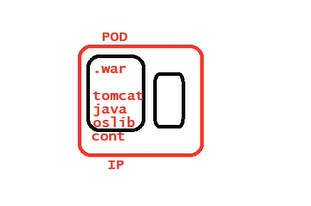 POD
.war
tomcat
java
oslib
cont
IP